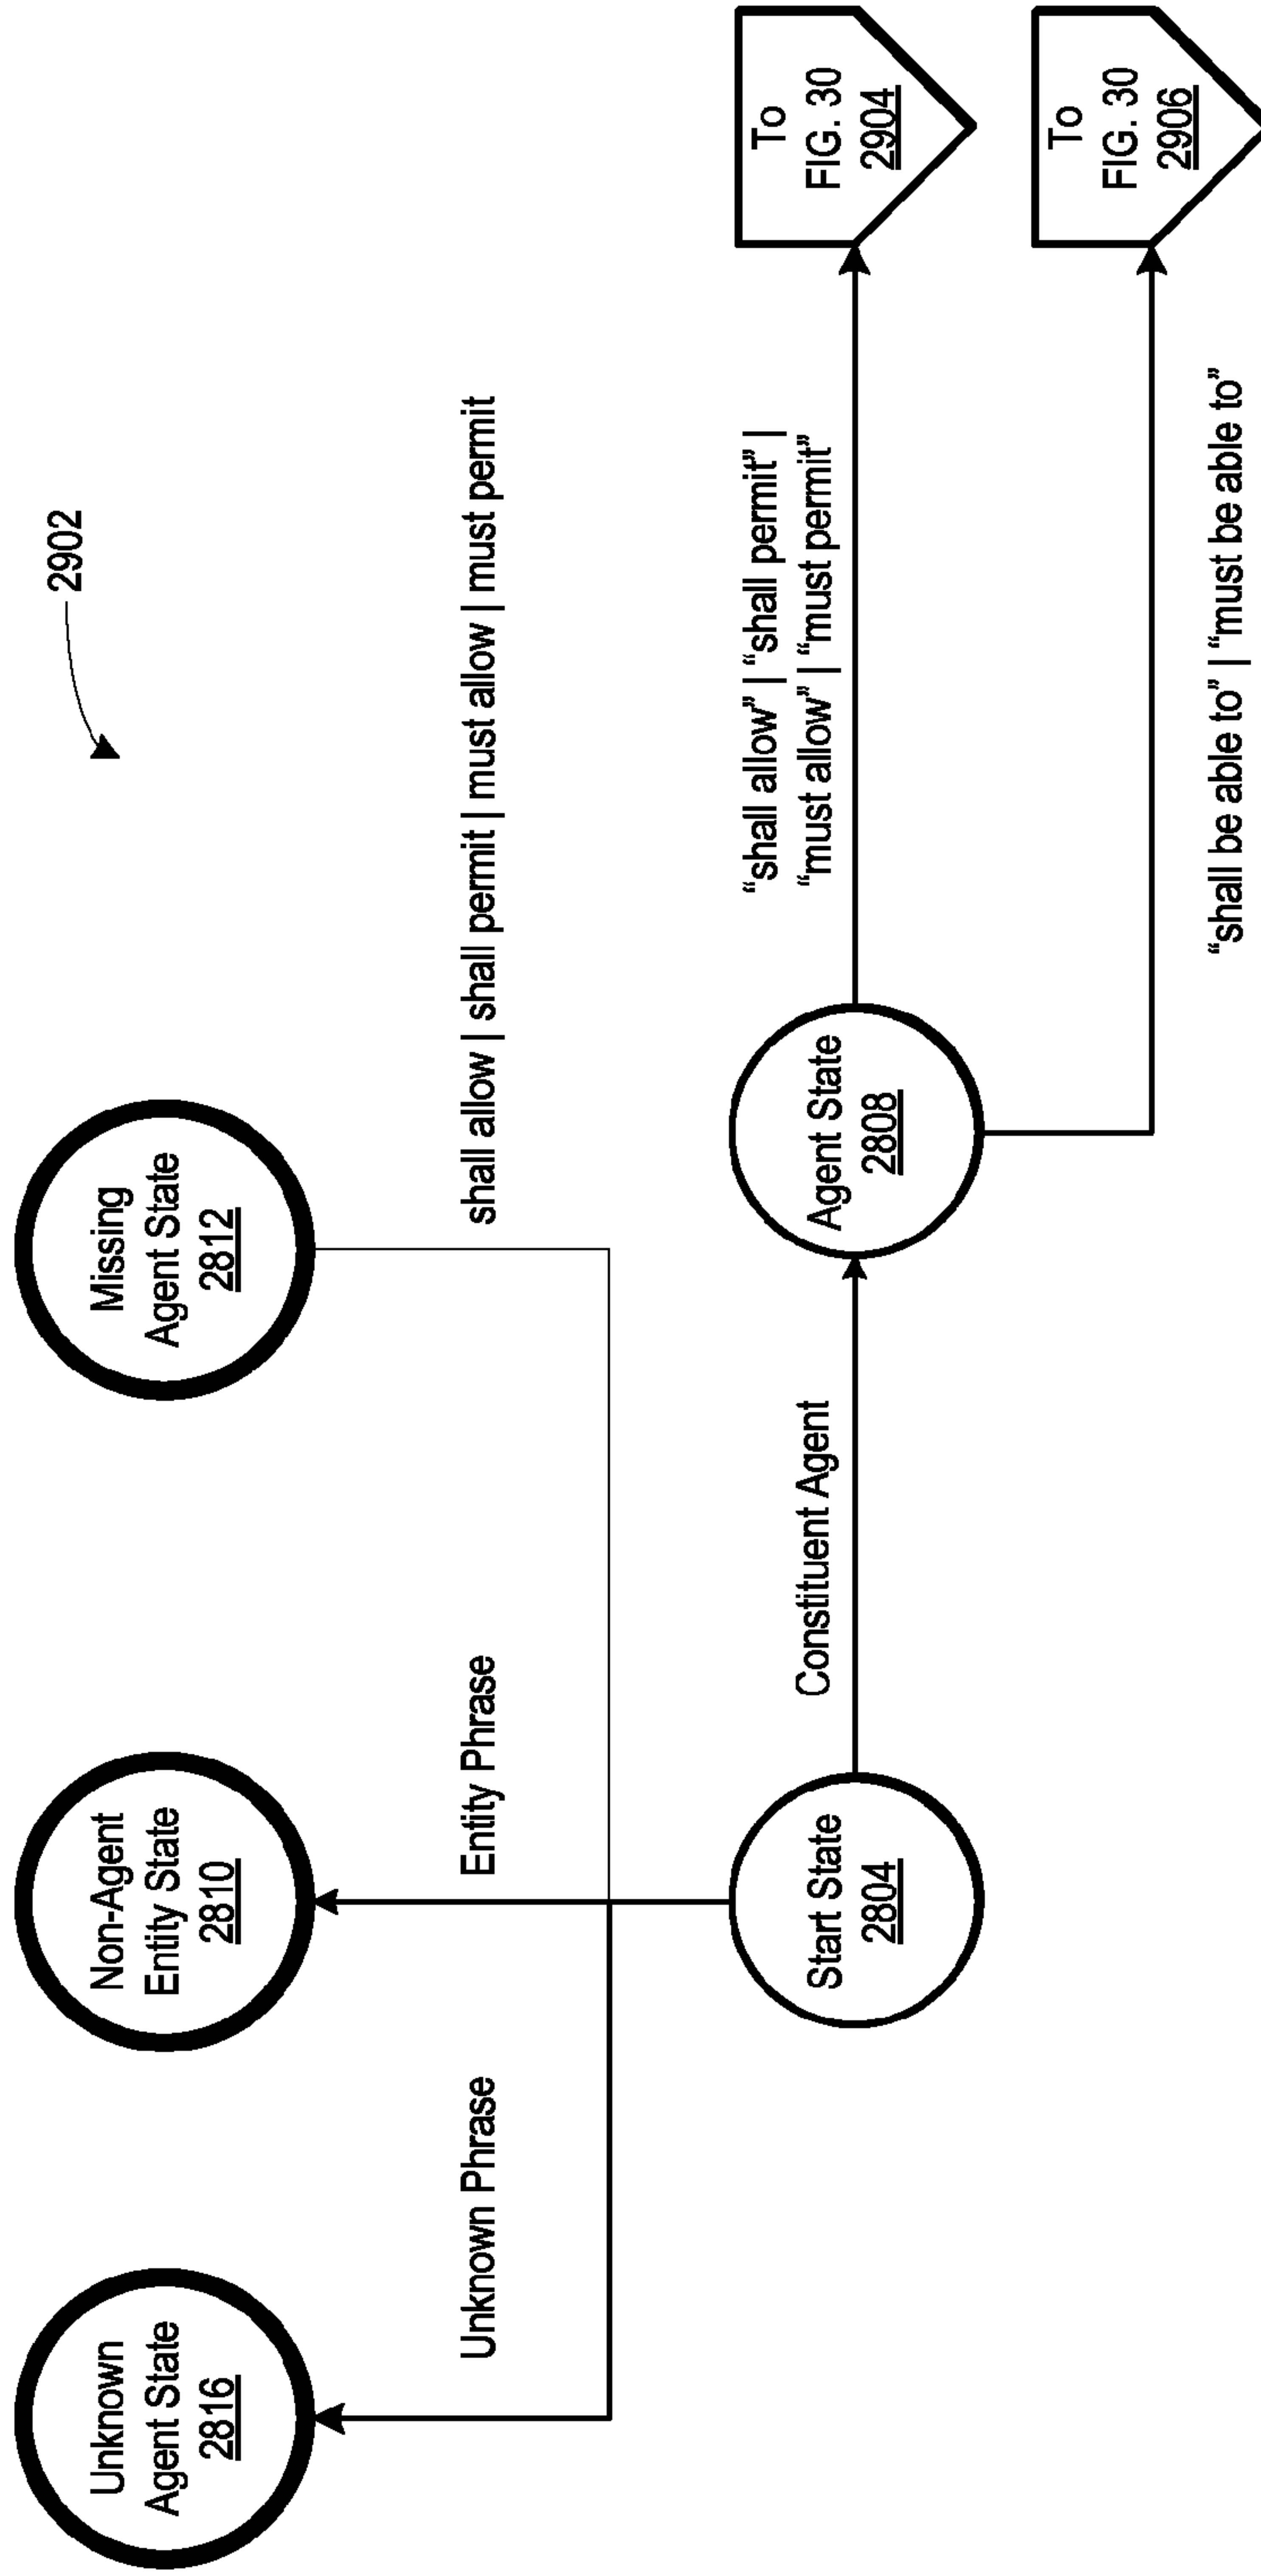 2902
Unknown
Agent State
2816
Non-Agent
Entity State
2810
Missing
Agent State
2812
Unknown Phrase
Entity Phrase
shall allow | shall permit | must allow | must permit
Start State
2804
Constituent Agent
Agent State
2808
“shall allow” | “shall permit” |
“must allow” | “must permit”
To
FIG. 30
2904
“shall be able to” | “must be able to”
To
FIG. 30
2906